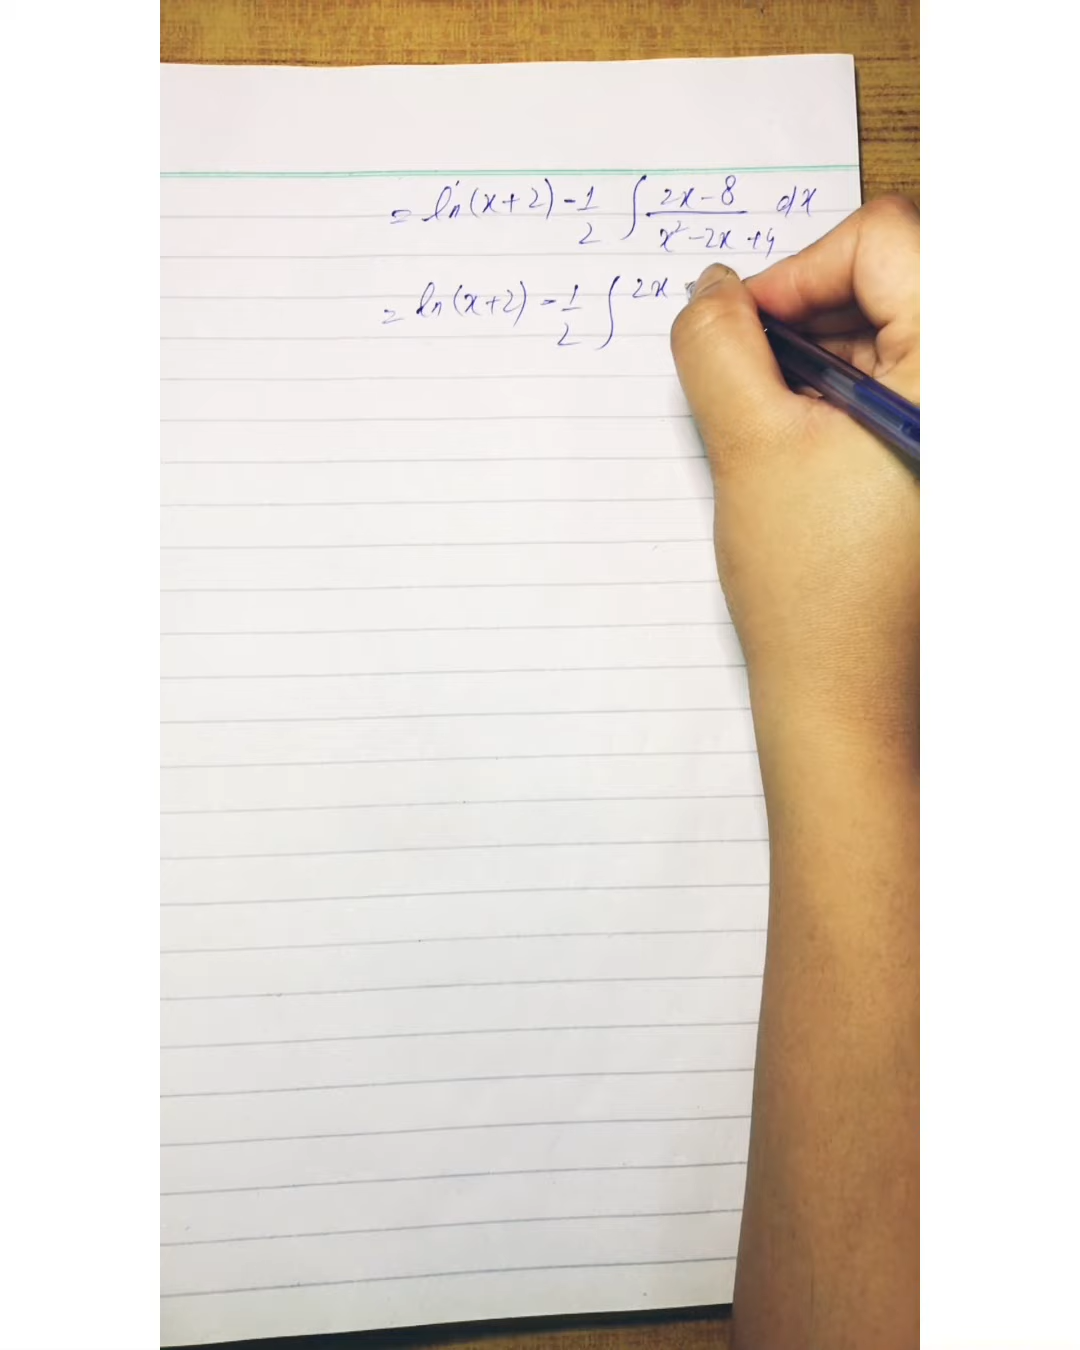 = ln(x+2) - 1/2 ∫ 2x-8/x²-2x+4 dx
= ln(x+2) - 1/2 ∫ 2x